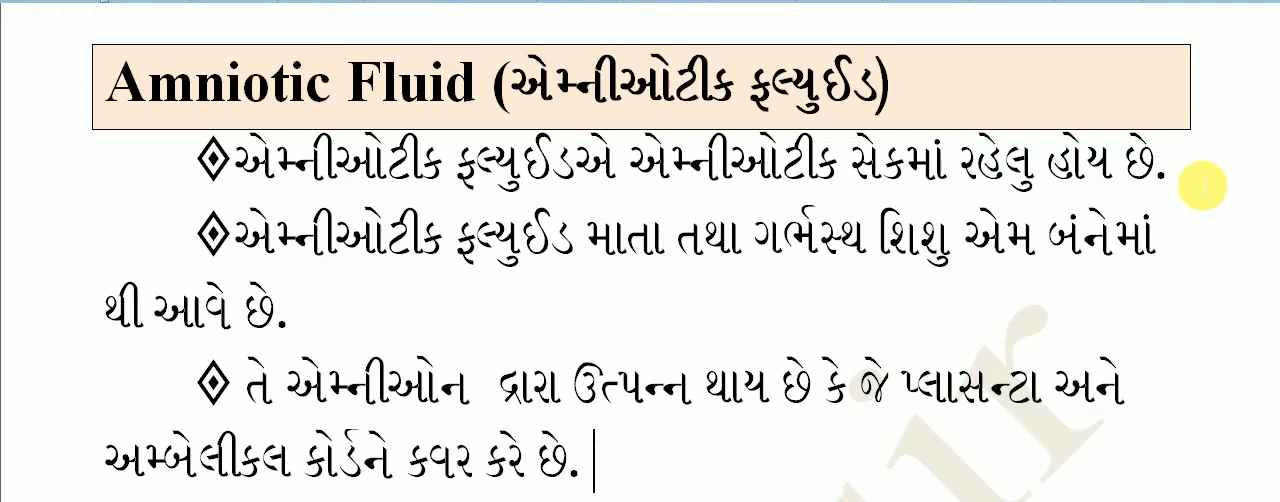 Amniotic Fluid (એમ્નીઓટીક ફ્લ્યુઈડ)
◈એમ્નીઓટીક ફ્લ્યુઈડએ એમ્નીઓટીક સેકમાં રહેલુ હોય છે.
◈એમ્નીઓટીક ફ્લ્યુઈડ માતા તથા ગર્ભસ્થ શિશુ એમ બંનેમાં
થી આવે છે.
◈ તે એમ્નીઓન દ્રારા ઉત્પન્ન થાય છે કે જે પ્લાસન્ટા અને
અમ્બેલીકલ કોર્ડને કવર કરે છે.